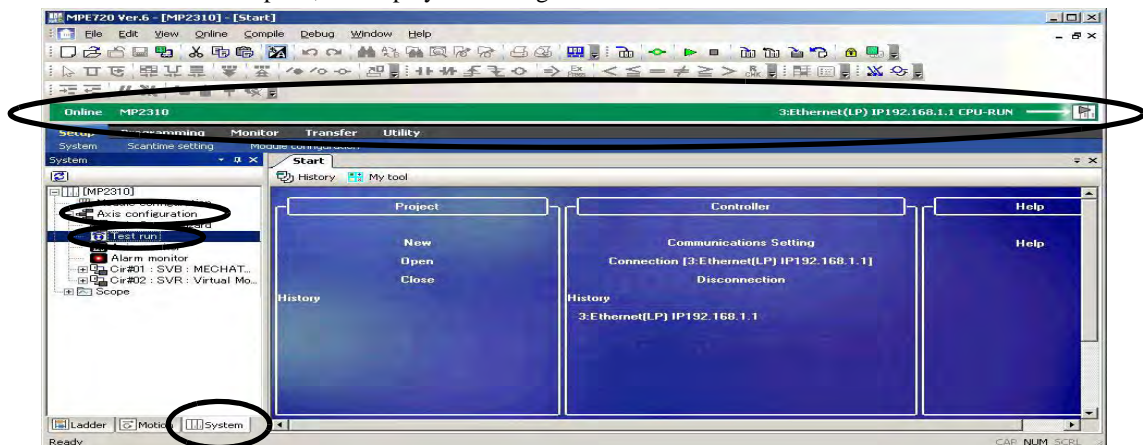 MPE720 Ver.6 - [MP2310] - [Start]
File Edit View Online Compile Debug Window Help
Online MP2310 3:Ethernet(LP) IP192.168.1.1 CPU-RUN
Setup Programming Monitor Transfer Utility
System Scantime setting Module configuration
System
Start
History My tool
[MP2310]
Module configuration
Axis configuration
Test run
Alarm monitor
Cir#01 : SVB : MECHAT...
Cir#02 : SVR : Virtual Mo...
Scope
Project Controller Help
New Communications Setting Help
Open Connection [3:Ethernet(LP) IP192.168.1.1]
Close Disconnection
History History
3:Ethernet(LP) IP192.168.1.1
Ladder Motion System
Ready CAP NUM SCRL